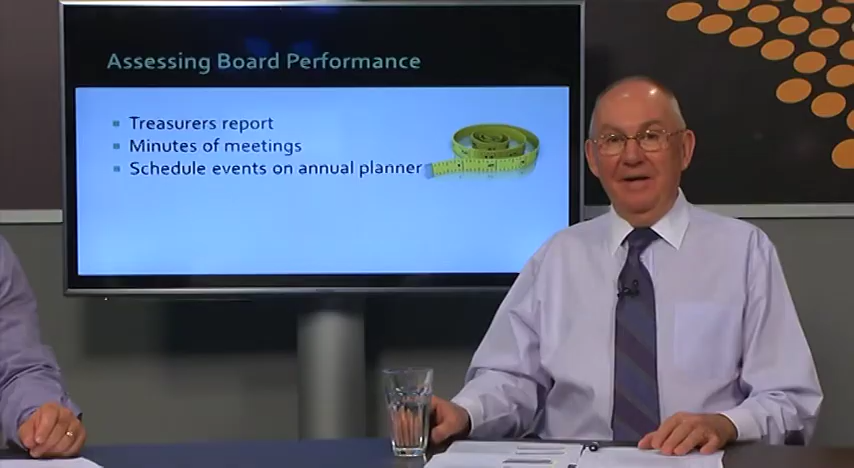 Assessing Board Performance
Treasurers report
Minutes of meetings
Schedule events on annual planner